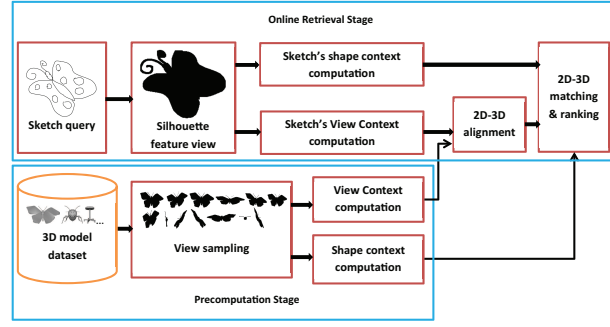 Online Retrieval Stage
Sketch query
Silhouette
feature view
Sketch's shape context
computation
Sketch's View Context
computation
2D-3D
alignment
2D-3D
matching
& ranking
3D model
dataset
...
View sampling
View Context
computation
Shape context
computation
Precomputation Stage